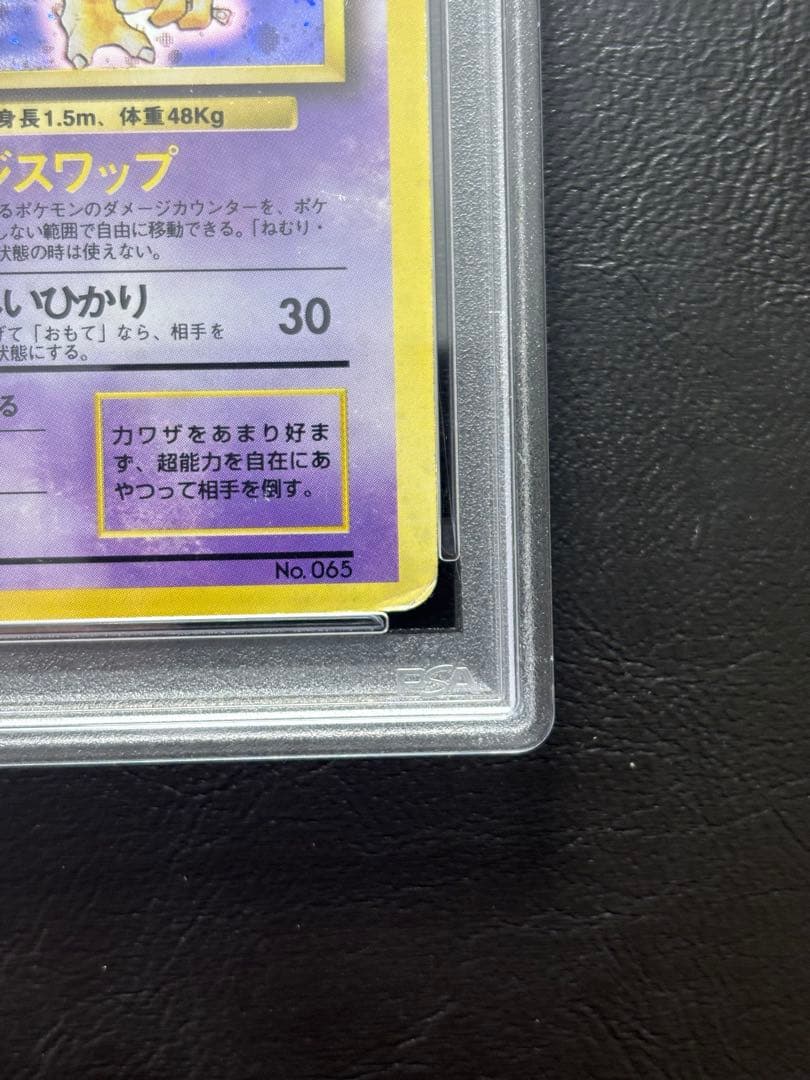 身長1.5m、体重48Kg
ジスワップ
るポケモンのダメージカウンターを、ポケ
しない範囲で自由に移動できる。「ねむり・
状態の時は使えない。
いひかり 30
げて「おもて」なら、相手を
状態にする。
る
力ワザをあまり好ま
ず、超能力を自在にあ
やつって相手を倒す。
No. 065
PSA